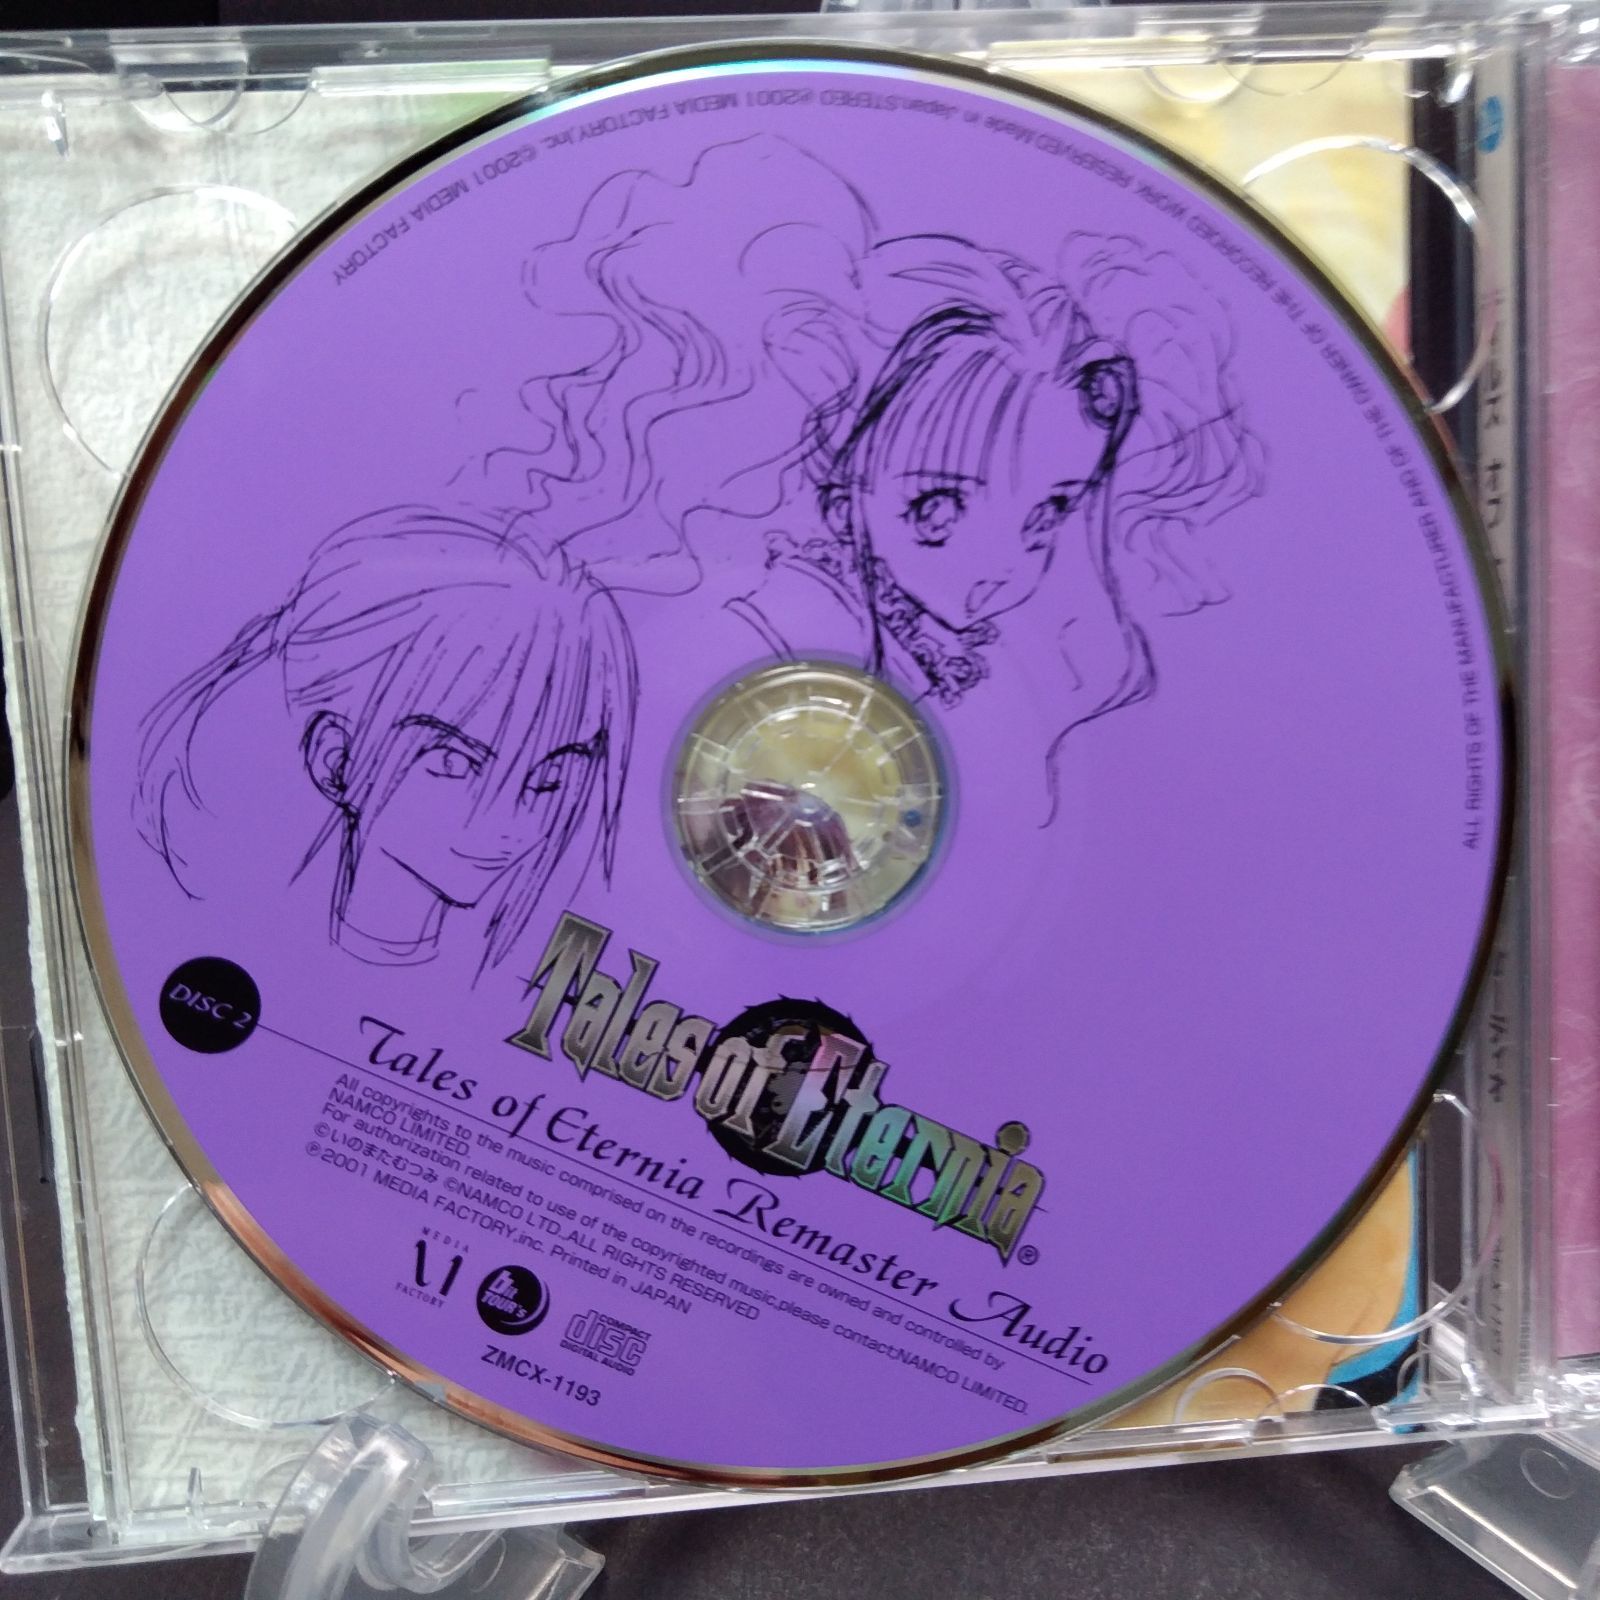 ALL RIGHTS OF THE MANUFACTURER AND OF THE OWNER OF THE RECORDED WORK RESERVED Made in Japan.STEREO ℗2001 MEDIA FACTORY,Inc. ©2001 MEDIA FACTORY
DISC 2
Tales of Eternia®
Tales of Eternia Remaster Audio
All copyrights to the music comprised on the recordings are owned and controlled by
NAMCO LIMITED.
For authorization related to use of the copyrighted music,please contact;NAMCO LIMITED.
©いのまたむつみ ©NAMCO LTD.,ALL RIGHTS RESERVED
℗2001 MEDIA FACTORY,inc. Printed in JAPAN
MEDIA
FACTORY
TOUR's
COMPACT
disc
DIGITAL AUDIO
ZMCX-1193